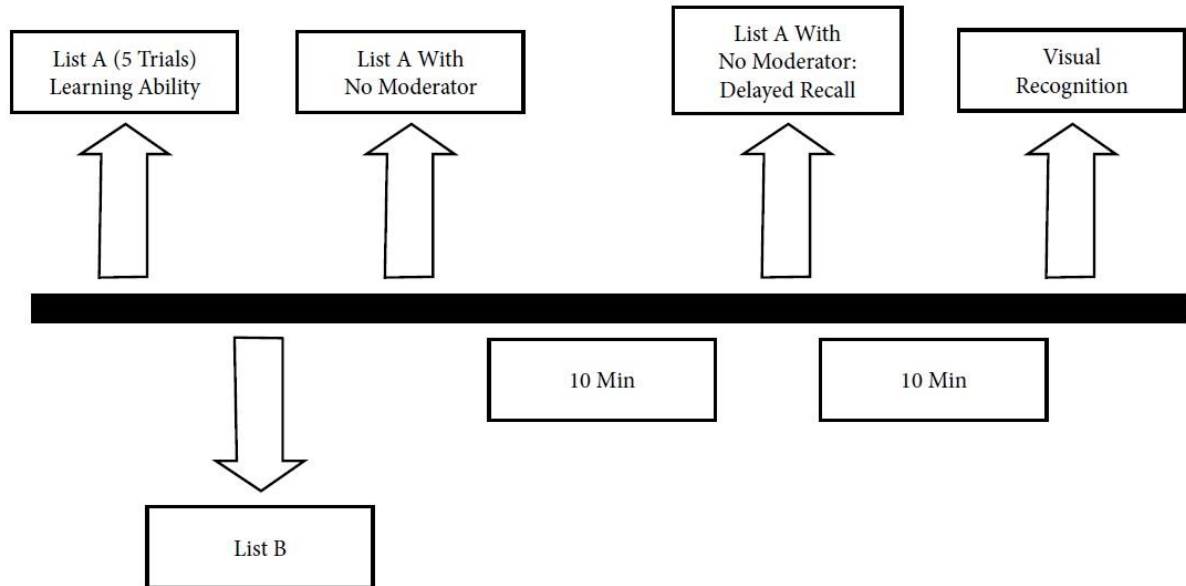 List A (5 Trials)
Learning Ability
List A With
No Moderator
List A With
No Moderator:
Delayed Recall
Visual
Recognition
10 Min
10 Min
List B